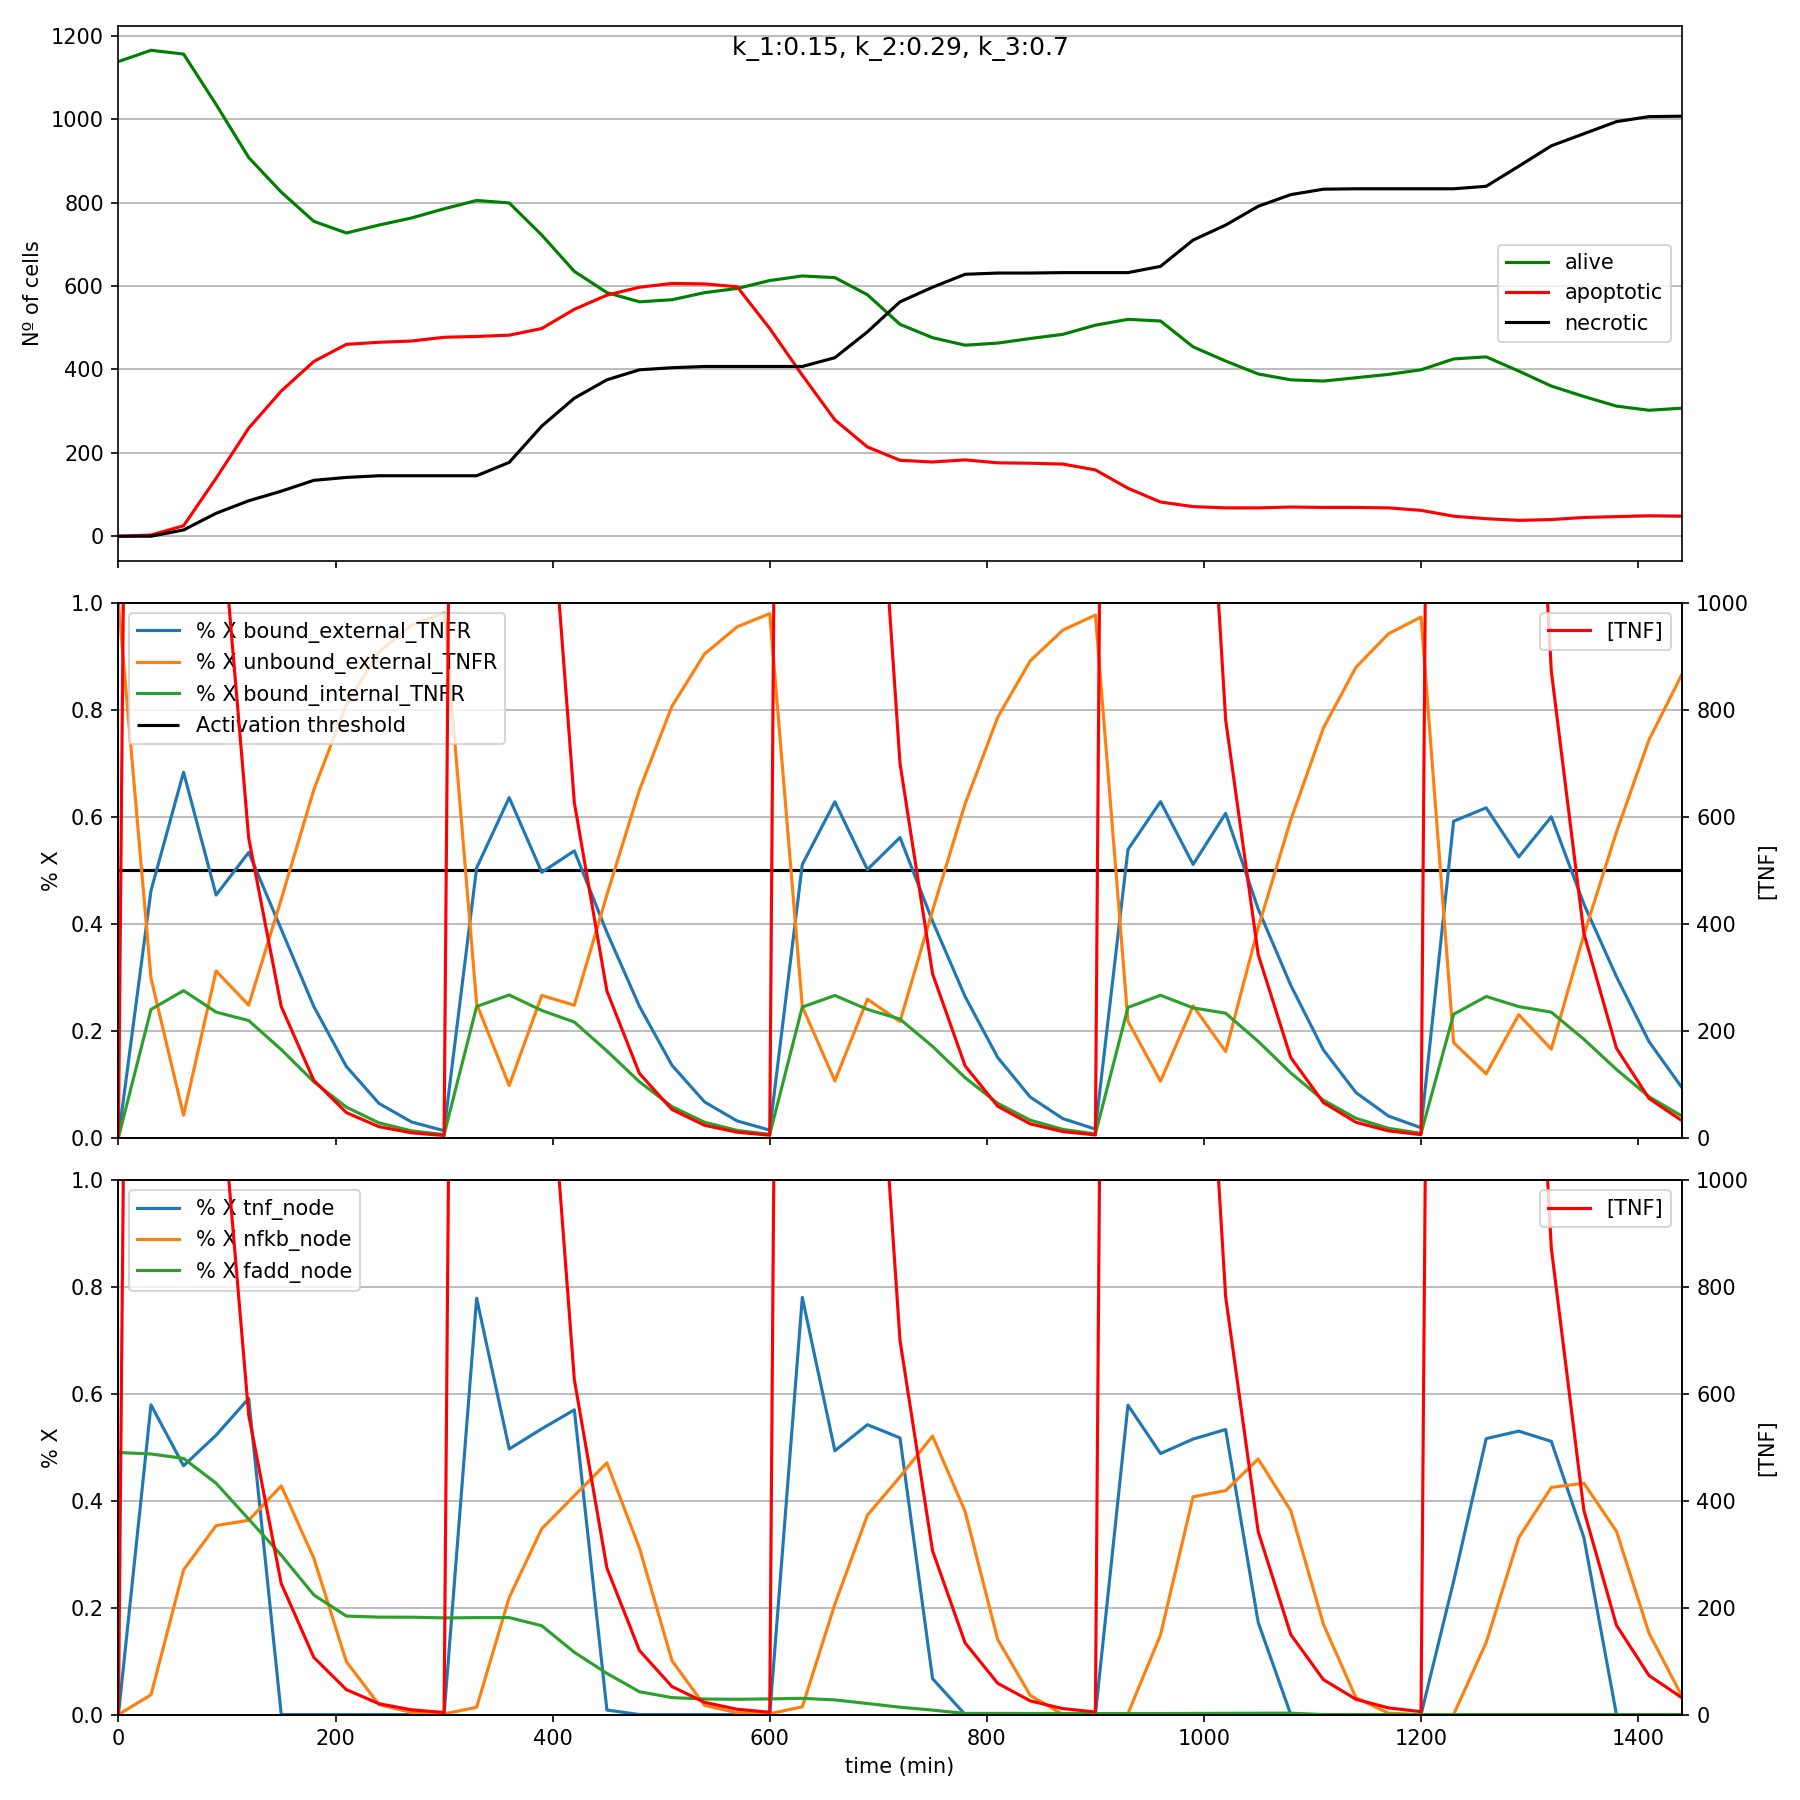 k_1:0.15, k_2:0.29, k_3:0.7
1200
1000
800
600
400
200
0
Nº of cells
alive
apoptotic
necrotic
1.0
0.8
0.6
0.4
0.2
0.0
% X
% X bound_external_TNFR
% X unbound_external_TNFR
% X bound_internal_TNFR
Activation threshold
[TNF]
1000
800
600
400
200
0
[TNF]
1.0
0.8
0.6
0.4
0.2
0.0
% X
% X tnf_node
% X nfkb_node
% X fadd_node
[TNF]
1000
800
600
400
200
0
[TNF]
0 200 400 600 800 1000 1200 1400
time (min)